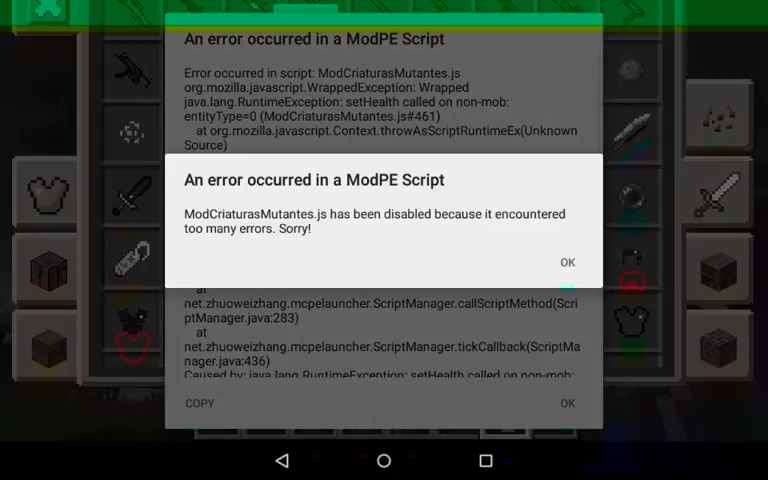 An error occurred in a ModPE Script
Error occurred in script: ModCriaturasMutantes.js
org.mozilla.javascript.WrappedException: Wrapped
java.lang.RuntimeException: setHealth called on non-mob:
entityType=0 (ModCriaturasMutantes.js#461)
at org.mozilla.javascript.Context.throwAsScriptRuntimeEx(Unknown
Source)
An error occurred in a ModPE Script
ModCriaturasMutantes.js has been disabled because it encountered
too many errors. Sorry!
OK
at
net.zhuoweizhang.mcpelauncher.ScriptManager.callScriptMethod(Scri
ptManager.java:283)
at
net.zhuoweizhang.mcpelauncher.ScriptManager.tickCallback(ScriptMa
nager.java:436)
Caused by: java.lang.RuntimeException: setHealth called on non-mob:
COPY
OK